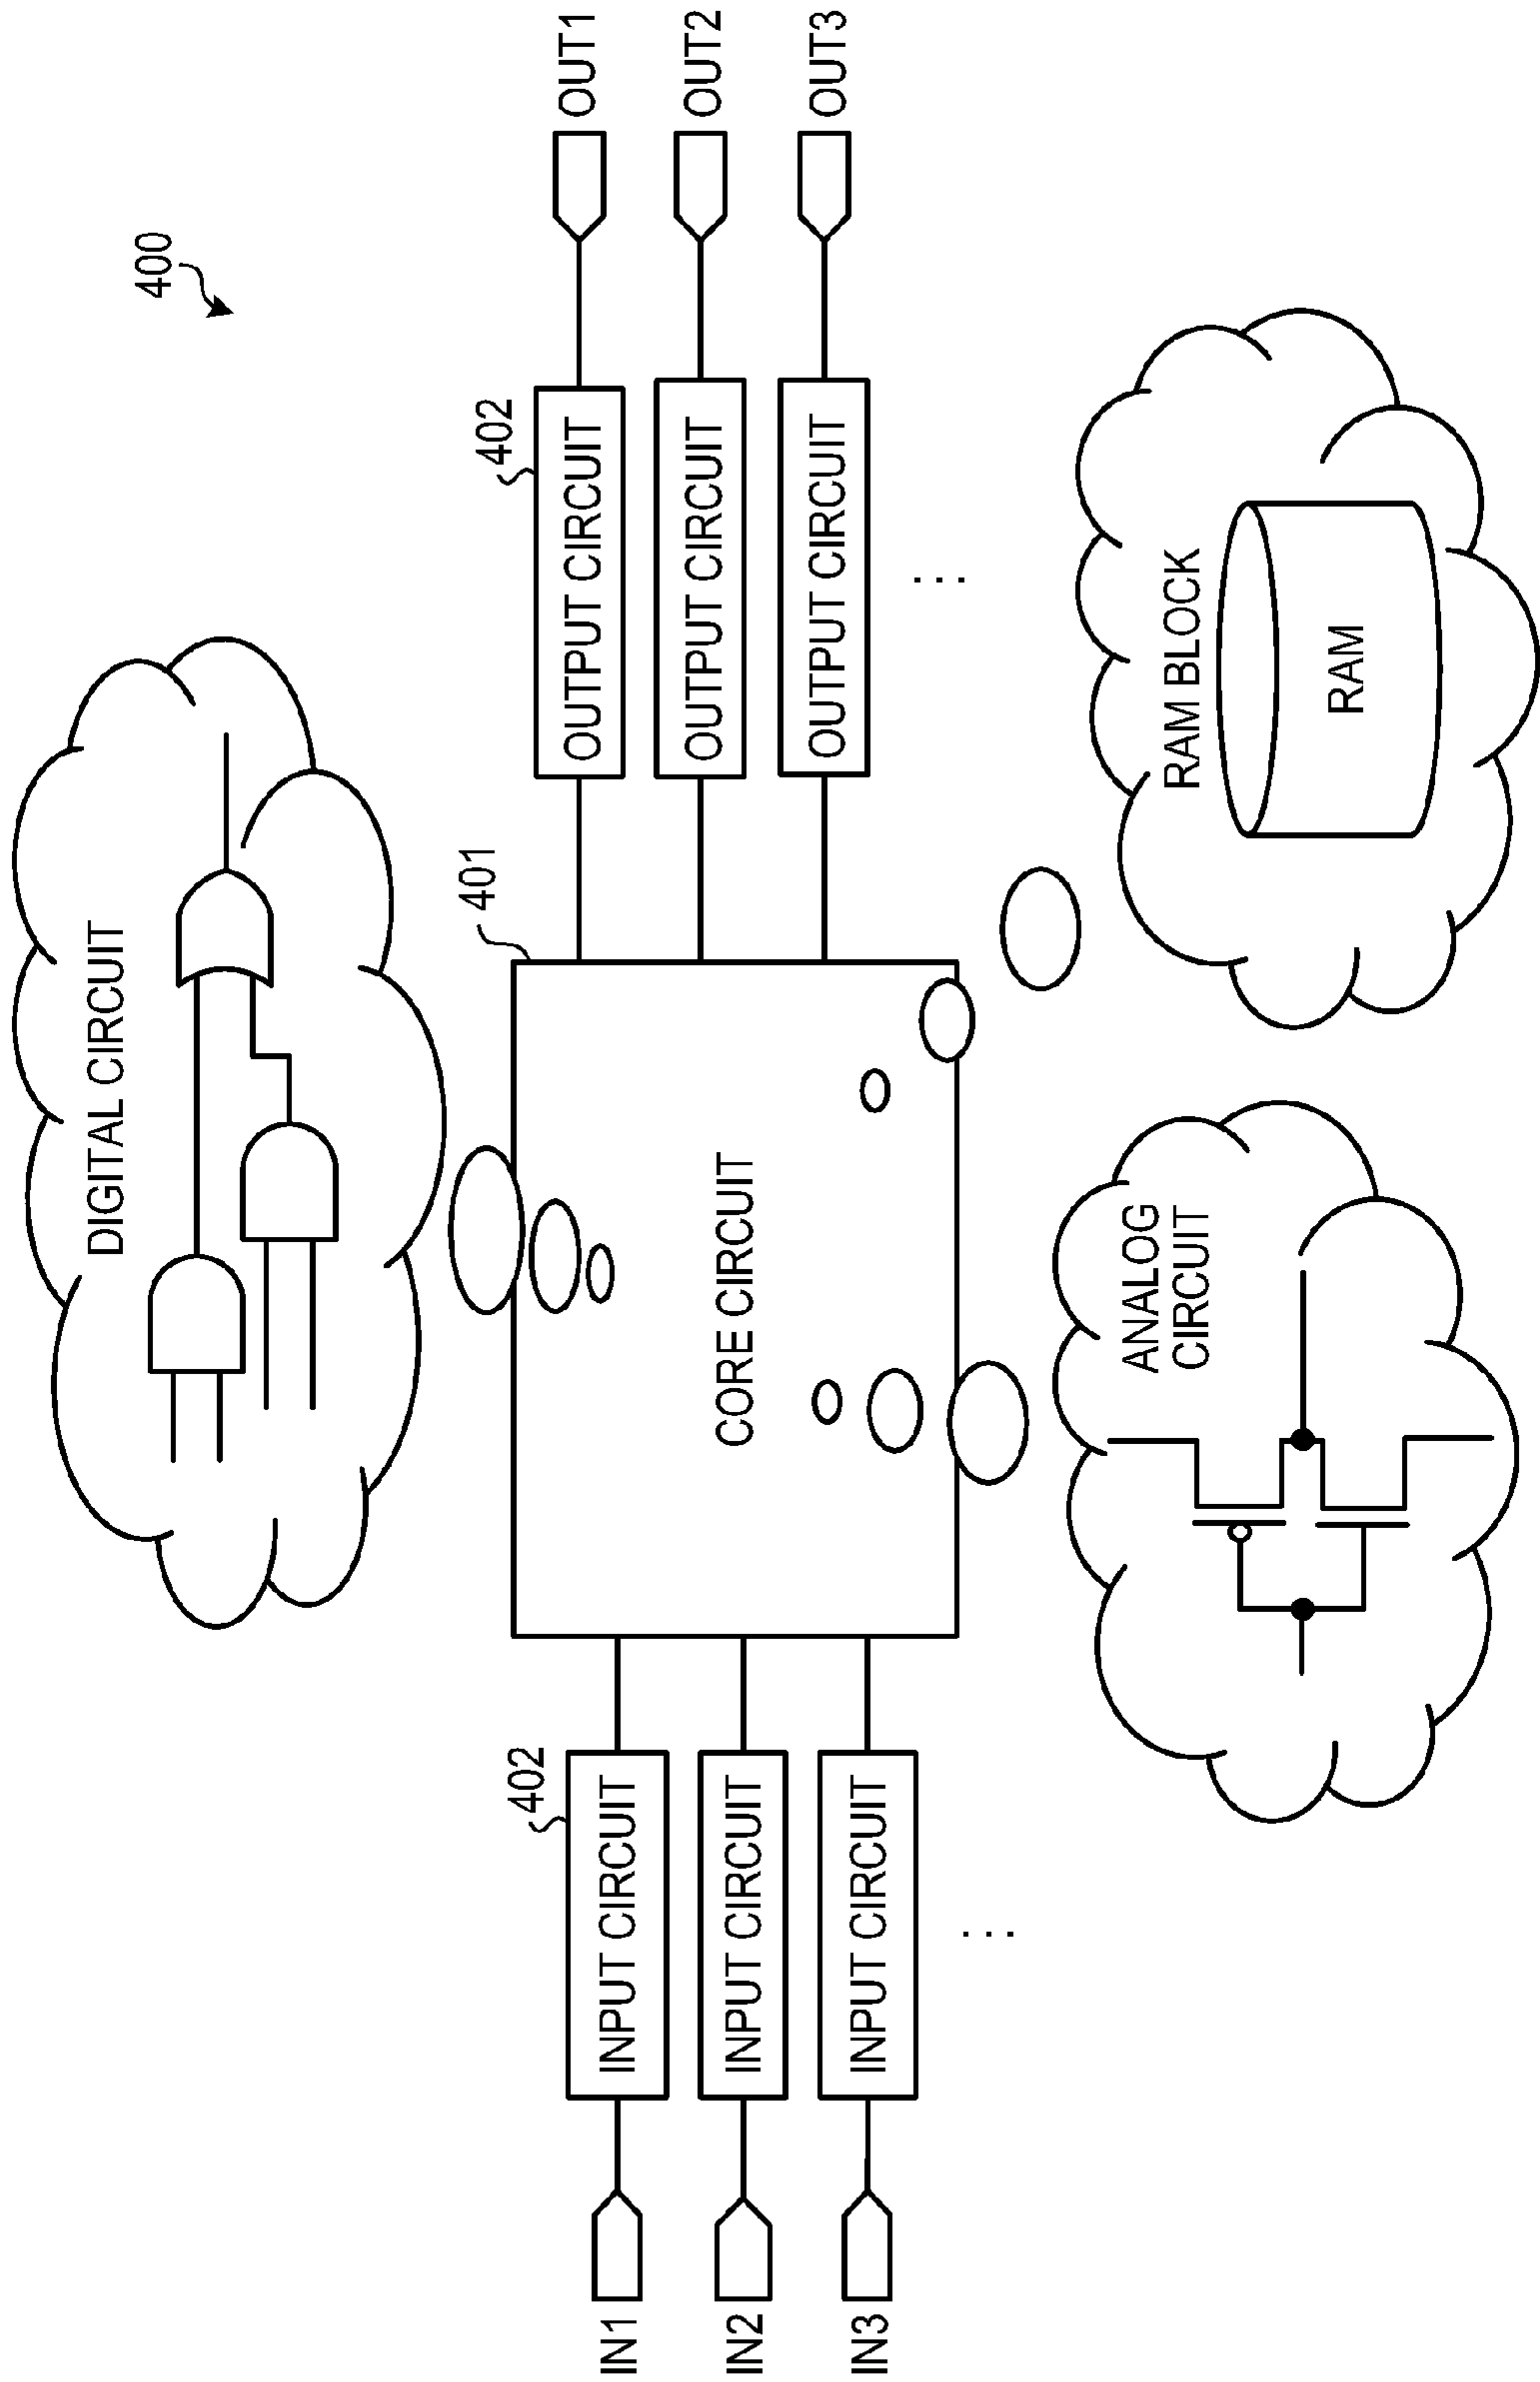 400
DIGITAL CIRCUIT
402
401
402
IN1
INPUT CIRCUIT
OUTPUT CIRCUIT
OUT1
IN2
INPUT CIRCUIT
CORE CIRCUIT
OUTPUT CIRCUIT
OUT2
IN3
INPUT CIRCUIT
OUTPUT CIRCUIT
OUT3
...
...
ANALOG
CIRCUIT
RAM BLOCK
RAM